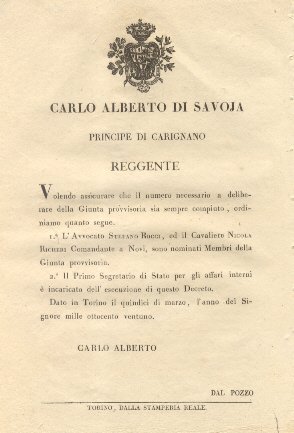 CARLO ALBERTO DI SAVOJA
PRINCIPE DI CARIGNANO
REGGENTE
Volendo assicurare che il numero necessario a delibe-
rare della Giunta provvisoria sia sempre compiuto, ordi-
niamo quanto segue.
1.° L'Avvocato STEFANO ROCCI, ed il Cavaliere NICOLA
RICHERI Comandante a Novi, sono nominati Membri della
Giunta provvisoria.
2.° Il Primo Segretario di Stato per gli affari interni
è incaricato dell'esecuzione di questo Decreto.
Dato in Torino il quindici di marzo, l'anno del Si-
gnore mille ottocento ventuno.
CARLO ALBERTO
DAL POZZO
TORINO, DALLA STAMPERIA REALE.